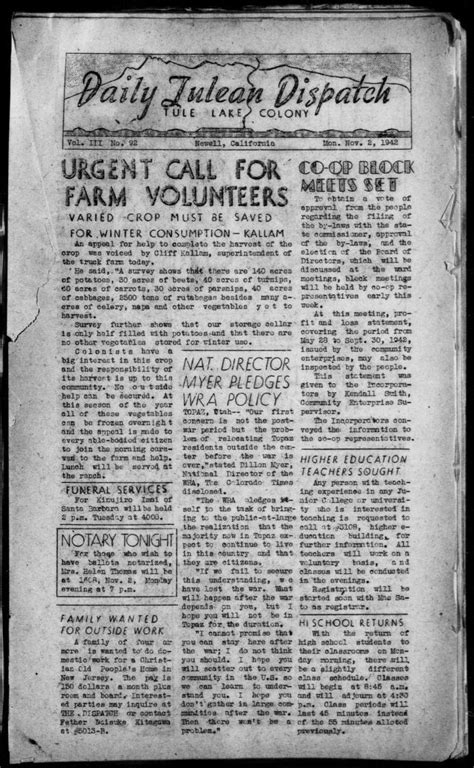 Daily Tulean Dispatch
TULE LAKE COLONY
Vol. III No. 92 Newell, California Mon. Nov. 2, 1942
URGENT CALL FOR
FARM VOLUNTEERS
VARIED CROP MUST BE SAVED
FOR WINTER CONSUMPTION - KALLAM
An appeal for help to complete the harvest of the
crop was voiced by Cliff Kallam, superintendent of
the truck farm today.
He said, "A survey shows that there are 140 acres
of potatoes, 50 acres of beets, 40 acres of turnips,
60 acres of carrots, 30 acres of parsnips, 40 acres
of cabbages, 2500 tons of rutabegas besides many a-
cres of celery, napa and other vegetables yet to
harvest.
Survey further shows that our storage cellar
is only half filled with potatoes and that there are
no other vegetables stored for winter use.
Colonists have a
big interest in this crop
and the responsibility of
its harvest is up to this
community. No outside
help can be secured. At
this season of the year
all of these vegetables
can be frozen overnight
and the appeal is made to
every able-bodied citizen
to join the morning cara-
van to the farm and help.
Lunch will be served at
the ranch.
FUNERAL SERVICES
For Kinujiro Imai of
Santa Barbara will be held
2 p.m. Tuesday at 4008.
NOTARY TONIGHT
For those who wish to
have ballots notarized,
Mrs. Helen Thomas will be
at 1608, Nov. 2, Monday
evening at 7 p.m.
FAMILY WANTED
FOR OUTSIDE WORK
A family of four or
more is wanted to do do-
mestic work for a Christ-
ian Old People's Home in
New Jersey. The pay is
150 dollars a month plus
room and board. Interest-
ed parties may inquire at
THE DISPATCH or contact
Father Deisuke Kitagawa
at #5013-B.
NAT. DIRECTOR
MYER PLEDGES
WRA POLICY
TOPAZ, Utah-- "Our first
concern is not the post-
war period but the prob-
lem of relocating Topaz
residents outside the cen-
ter before the war is
over," stated Dillon Myer,
National Director of the
WRA, The Colorado Times
disclosed.
"The WRA pledges it-
self to the task of bring-
ing to the public-at-large
the realization that the
majority now in Topaz ex-
pect to continue to live
in this country, and that
they are citizens.
"If we fail to secure
this understanding, we
have lost the war. What
will happen after the war
depends on you, but I
hope you will not be in
Topaz for the duration.
"I cannot promise that
you can stay here after
the war; I do not think
you should. I hope you
will scatter out to every
community in the U.S. so
we can learn to under-
stand you. I hope you
don't gather in large com-
munities after the war.
Then there won't be a
problem."
CO-OP BLOCK
MEETS SET
To obtain a vote of
approval from the people
regarding the filing of
the by-laws with the sta-
te commissioner, approval
of the by-laws, and the
election of the Board of
Directors, which will be
discussed at the ward
meetings, block meetings
will be held by co-op re-
presentatives early this
week.
At this meeting, pro-
fit and loss statement,
covering the period from
May 28 to Sept. 30, 1942,
issued by the community
enterprises, may also be
inspected by the people.
This statement was
given to the Incorpora-
tors by Kendall Smith,
Community Enterprise Su-
pervisor.
The Incorporators con-
veyed the information to
the co-op representatives.
HIGHER EDUCATION
TEACHERS SOUGHT
Any person with teach-
ing experience in any Ju-
nior College or universi-
ty who is interested in
teaching is requested to
call at #5108, higher e-
ducation building, for
further information. All
teachers will work on a
voluntary basis, and
classes will be conducted
in the evenings.
Registration will be
started soon with Mae Sa-
to as registrar.
HI SCHOOL RETURNS
With the return of
high school students to
their classrooms on Mon-
day morning, there will
be a slightly different
class schedule. Classes
will begin at 8:45 a.m.
and will adjourn at 4:30
p.m. Class periods will
last 45 minutes instead
of the 55 minutes alloted
previously.